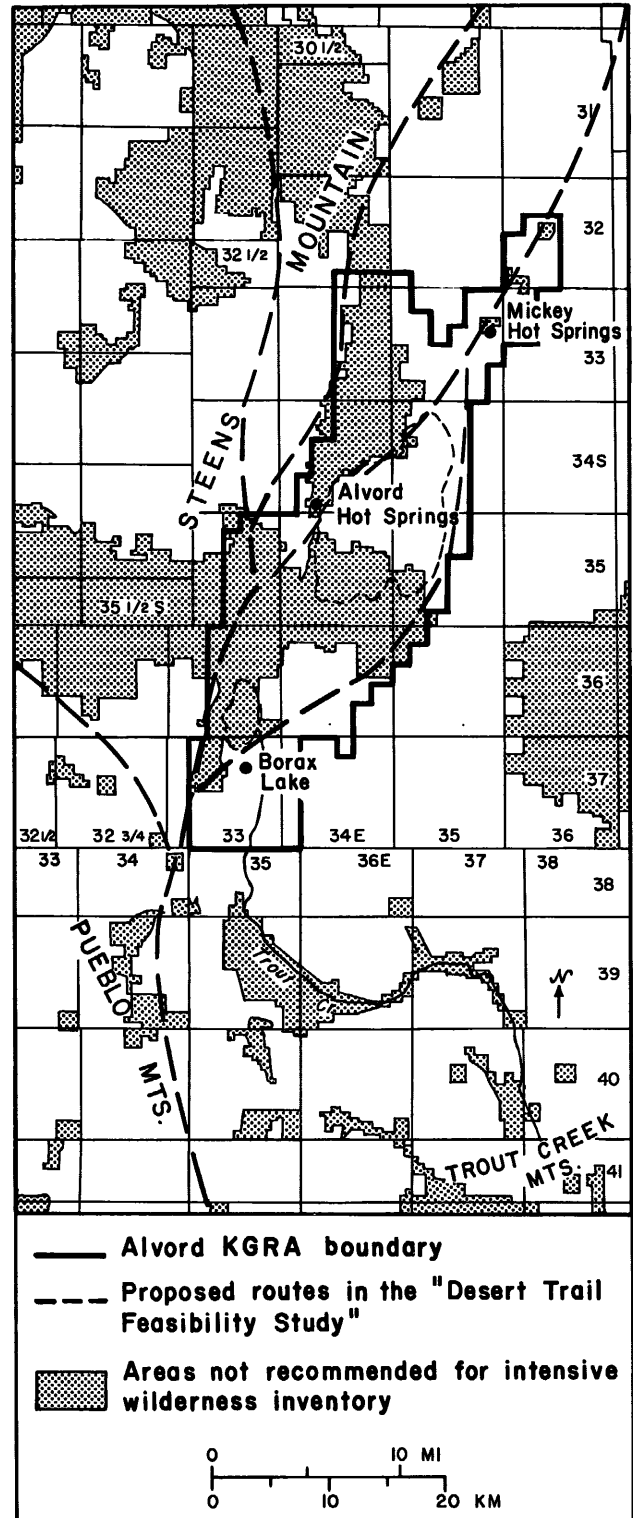 30 1/2
31
MOUNTAIN
32
32 1/2
Mickey
Hot Springs
33
STEENS
34S
Alvord
Hot Springs
35
35 1/2 S
36
Borax
Lake
37
32 1/2 32 3/4 33 34E 35 36
33 34 35 36E 37 38
38
PUEBLO
MTS.
Trout Cr
39
N
40
TROUT CREEK
MTS.
41
Alvord KGRA boundary
Proposed routes in the "Desert Trail
Feasibility Study"
Areas not recommended for intensive
wilderness inventory
0 10 MI
0 10 20 KM